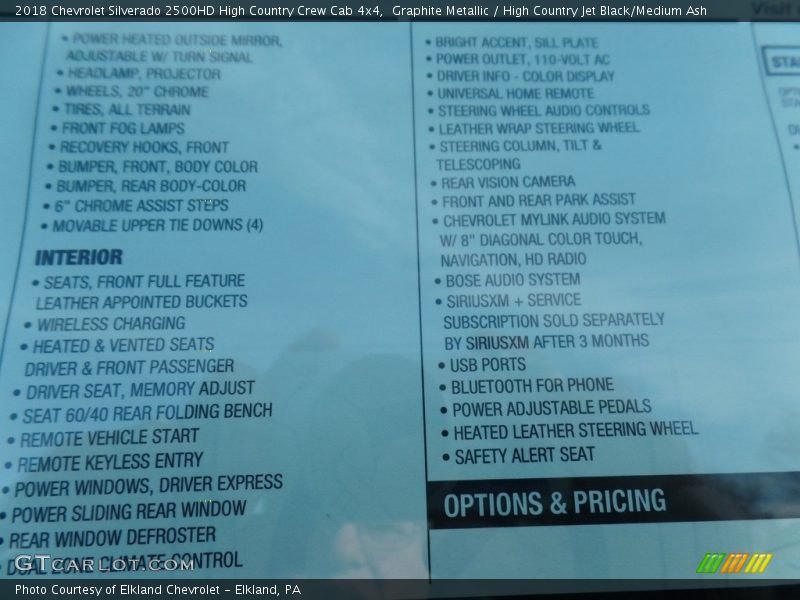 2018 Chevrolet Silverado 2500HD High Country Crew Cab 4x4,  Graphite Metallic / High Country Jet Black/Medium Ash
• POWER HEATED OUTSIDE MIRROR,
ADJUSTABLE W/ TURN SIGNAL
• HEADLAMP, PROJECTOR
• WHEELS, 20" CHROME
• TIRES, ALL TERRAIN
• FRONT FOG LAMPS
• RECOVERY HOOKS, FRONT
• BUMPER, FRONT, BODY COLOR
• BUMPER, REAR BODY-COLOR
• 6" CHROME ASSIST STEPS
• MOVABLE UPPER TIE DOWNS (4)
INTERIOR
• SEATS, FRONT FULL FEATURE
LEATHER APPOINTED BUCKETS
• WIRELESS CHARGING
• HEATED & VENTED SEATS
DRIVER & FRONT PASSENGER
• DRIVER SEAT, MEMORY ADJUST
• SEAT 60/40 REAR FOLDING BENCH
• REMOTE VEHICLE START
• REMOTE KEYLESS ENTRY
• POWER WINDOWS, DRIVER EXPRESS
• POWER SLIDING REAR WINDOW
• REAR WINDOW DEFROSTER
• DUAL ZONE CLIMATE CONTROL
• BRIGHT ACCENT, SILL PLATE
• POWER OUTLET, 110-VOLT AC
• DRIVER INFO - COLOR DISPLAY
• UNIVERSAL HOME REMOTE
• STEERING WHEEL AUDIO CONTROLS
• LEATHER WRAP STEERING WHEEL
• STEERING COLUMN, TILT &
TELESCOPING
• REAR VISION CAMERA
• FRONT AND REAR PARK ASSIST
• CHEVROLET MYLINK AUDIO SYSTEM
W/ 8" DIAGONAL COLOR TOUCH,
NAVIGATION, HD RADIO
• BOSE AUDIO SYSTEM
• SIRIUSXM + SERVICE
SUBSCRIPTION SOLD SEPARATELY
BY SIRIUSXM AFTER 3 MONTHS
• USB PORTS
• BLUETOOTH FOR PHONE
• POWER ADJUSTABLE PEDALS
• HEATED LEATHER STEERING WHEEL
• SAFETY ALERT SEAT
OPTIONS & PRICING
Visit
GTCARLOT.COM
Photo Courtesy of Elkland Chevrolet – Elkland, PA